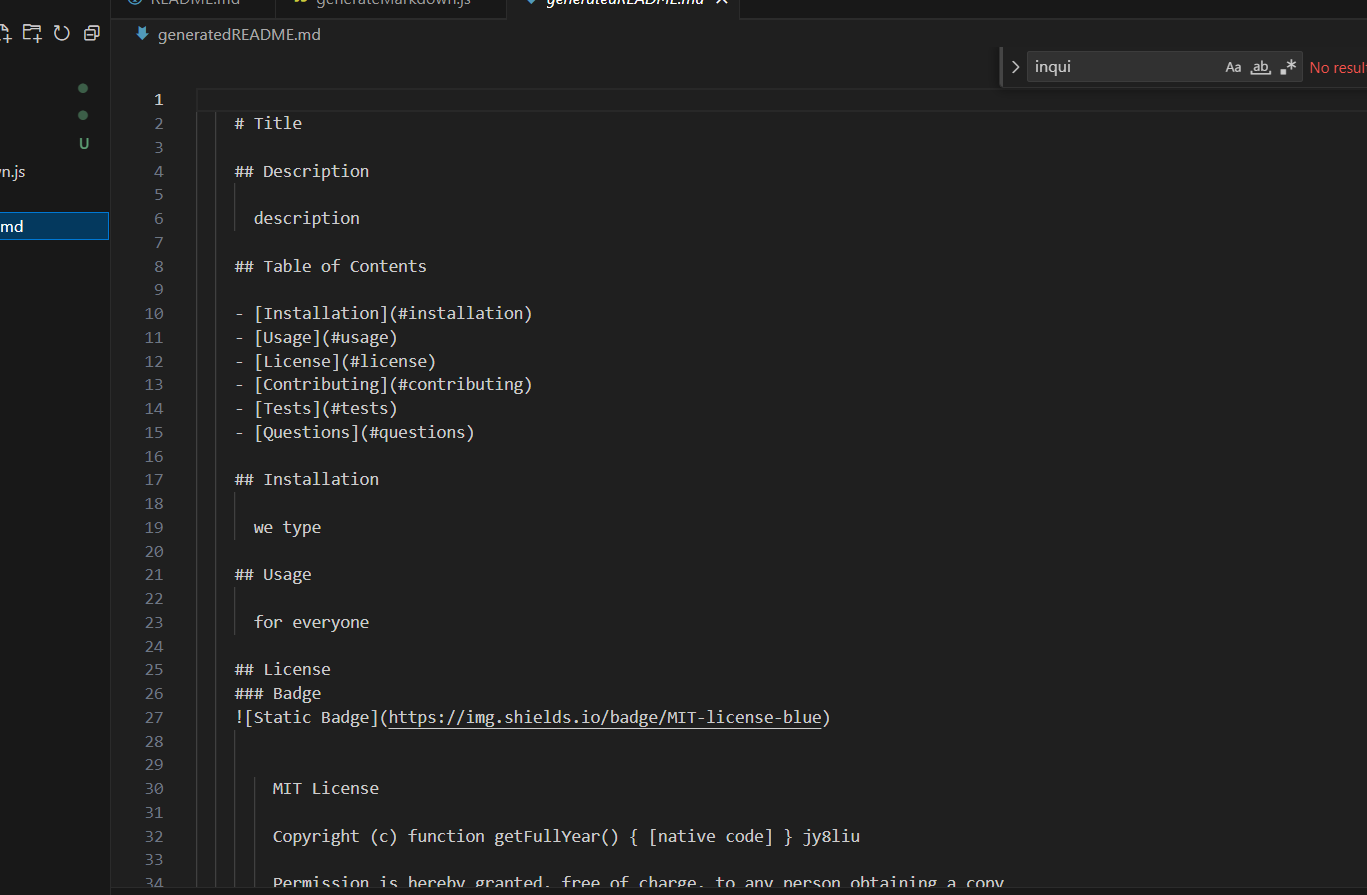 README.md
generateMarkdown.js
generatedREADME.md
generatedREADME.md
inqui
Aa
ab
No resul
U
n.js
md
1
2 # Title
3
4 ## Description
5
6 description
7
8 ## Table of Contents
9
10 - [Installation](#installation)
11 - [Usage](#usage)
12 - [License](#license)
13 - [Contributing](#contributing)
14 - [Tests](#tests)
15 - [Questions](#questions)
16
17 ## Installation
18
19 we type
20
21 ## Usage
22
23 for everyone
24
25 ## License
26 ### Badge
27 ![Static Badge](https://img.shields.io/badge/MIT-license-blue)
28
29
30 MIT License
31
32 Copyright (c) function getFullYear() { [native code] } jy8liu
33
34 Permission is hereby granted, free of charge, to any person obtaining a copy